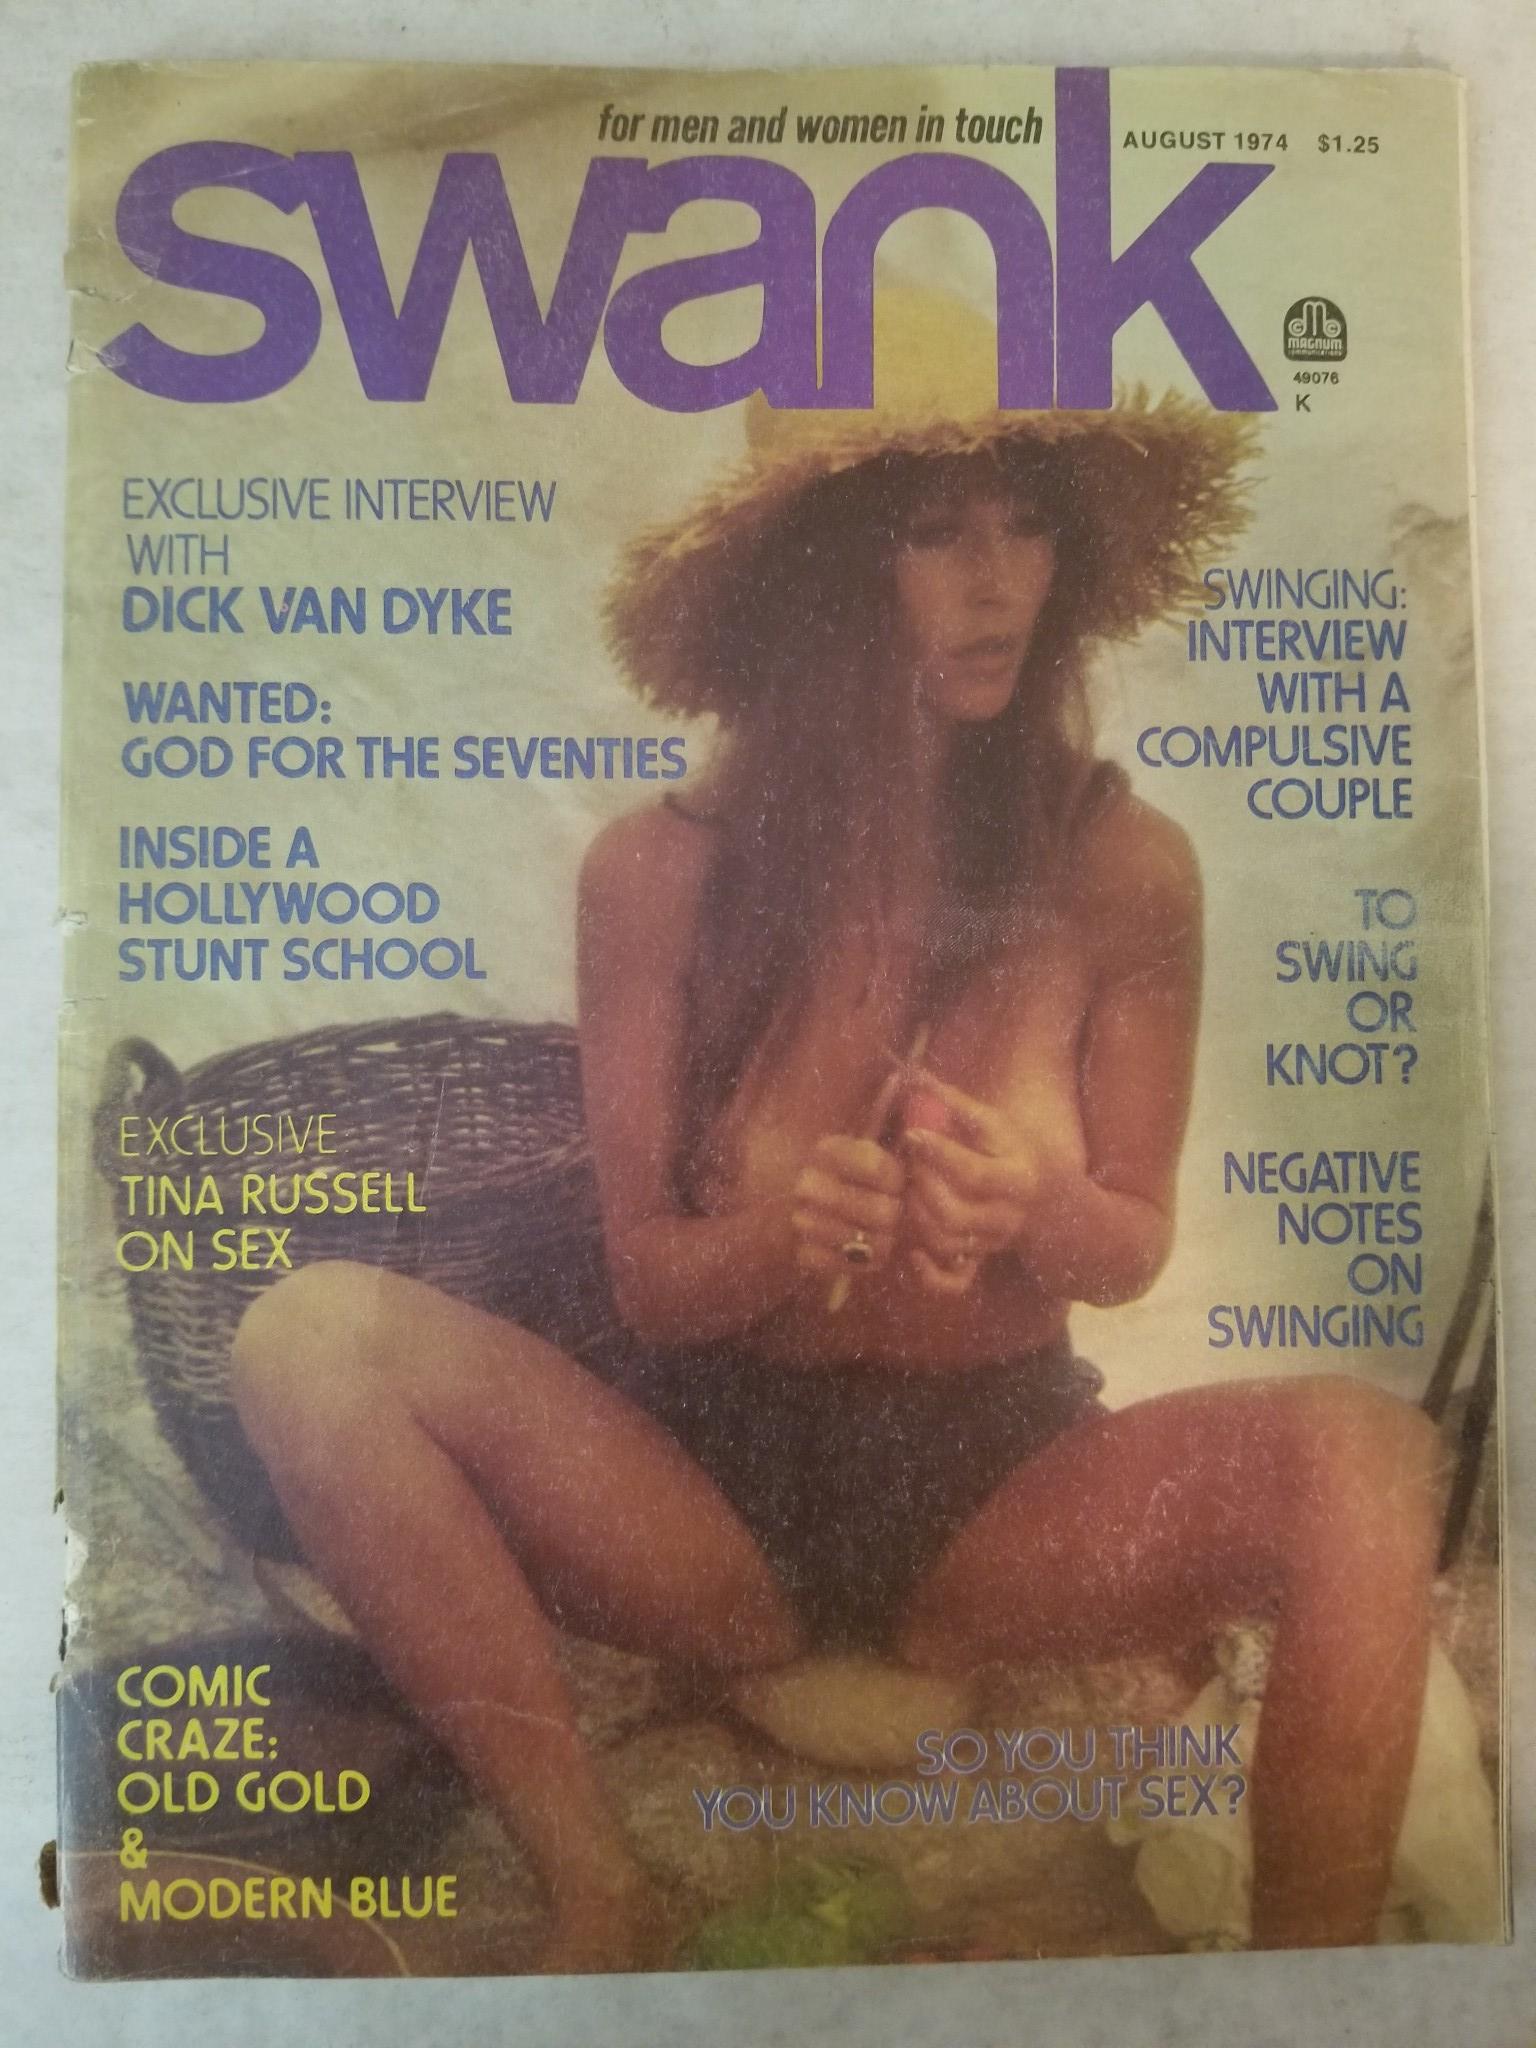 for men and women in touch
AUGUST 1974 $1.25
swank
cMc
MAGNUM
communications
49076
K
EXCLUSIVE INTERVIEW
WITH
DICK VAN DYKE
WANTED:
GOD FOR THE SEVENTIES
INSIDE A
HOLLYWOOD
STUNT SCHOOL
EXCLUSIVE:
TINA RUSSELL
ON SEX
COMIC
CRAZE:
OLD GOLD
&
MODERN BLUE
SWINGING:
INTERVIEW
WITH A
COMPULSIVE
COUPLE
TO
SWING
OR
KNOT?
NEGATIVE
NOTES
ON
SWINGING
SO YOU THINK
YOU KNOW ABOUT SEX?